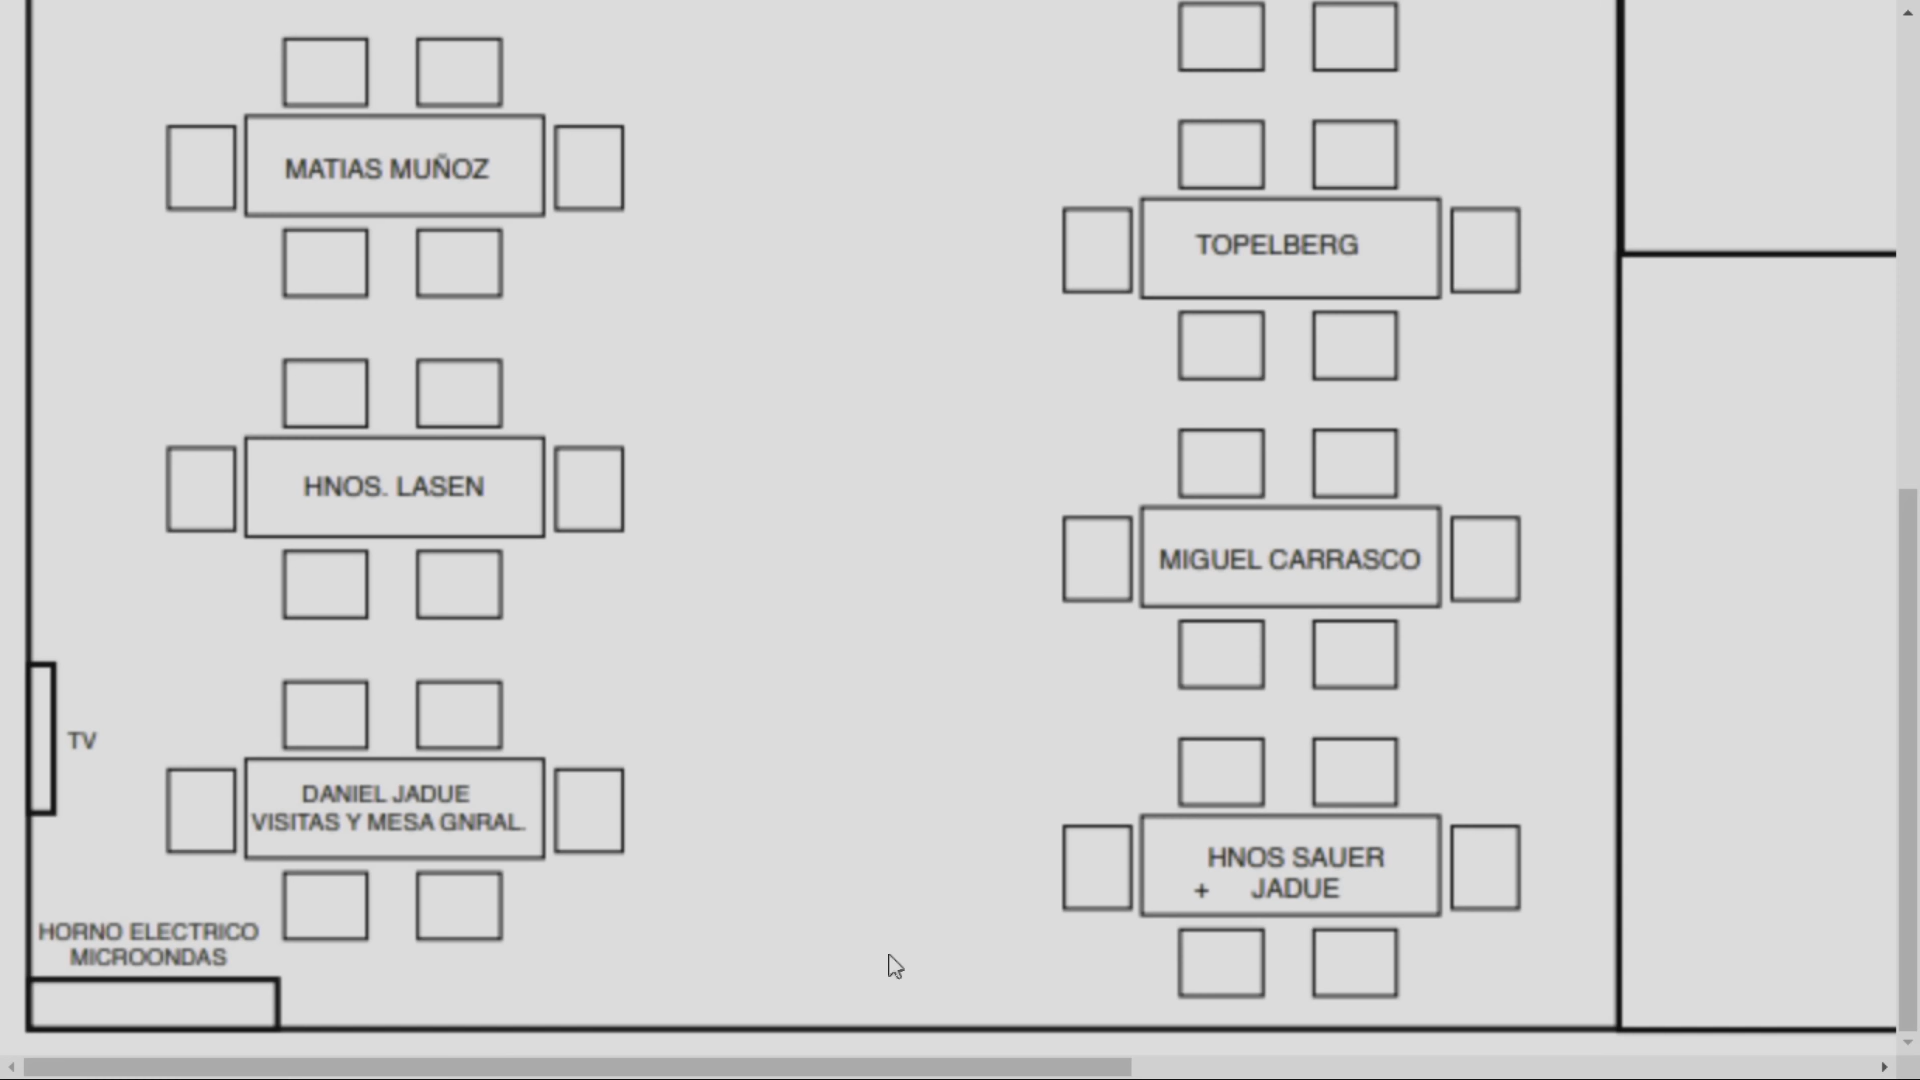 MATIAS MUÑOZ
TOPELBERG
HNOS. LASEN
MIGUEL CARRASCO
TV
DANIEL JADUE
VISITAS Y MESA GNRAL.
HNOS SAUER
+ JADUE
HORNO ELECTRICO
MICROONDAS